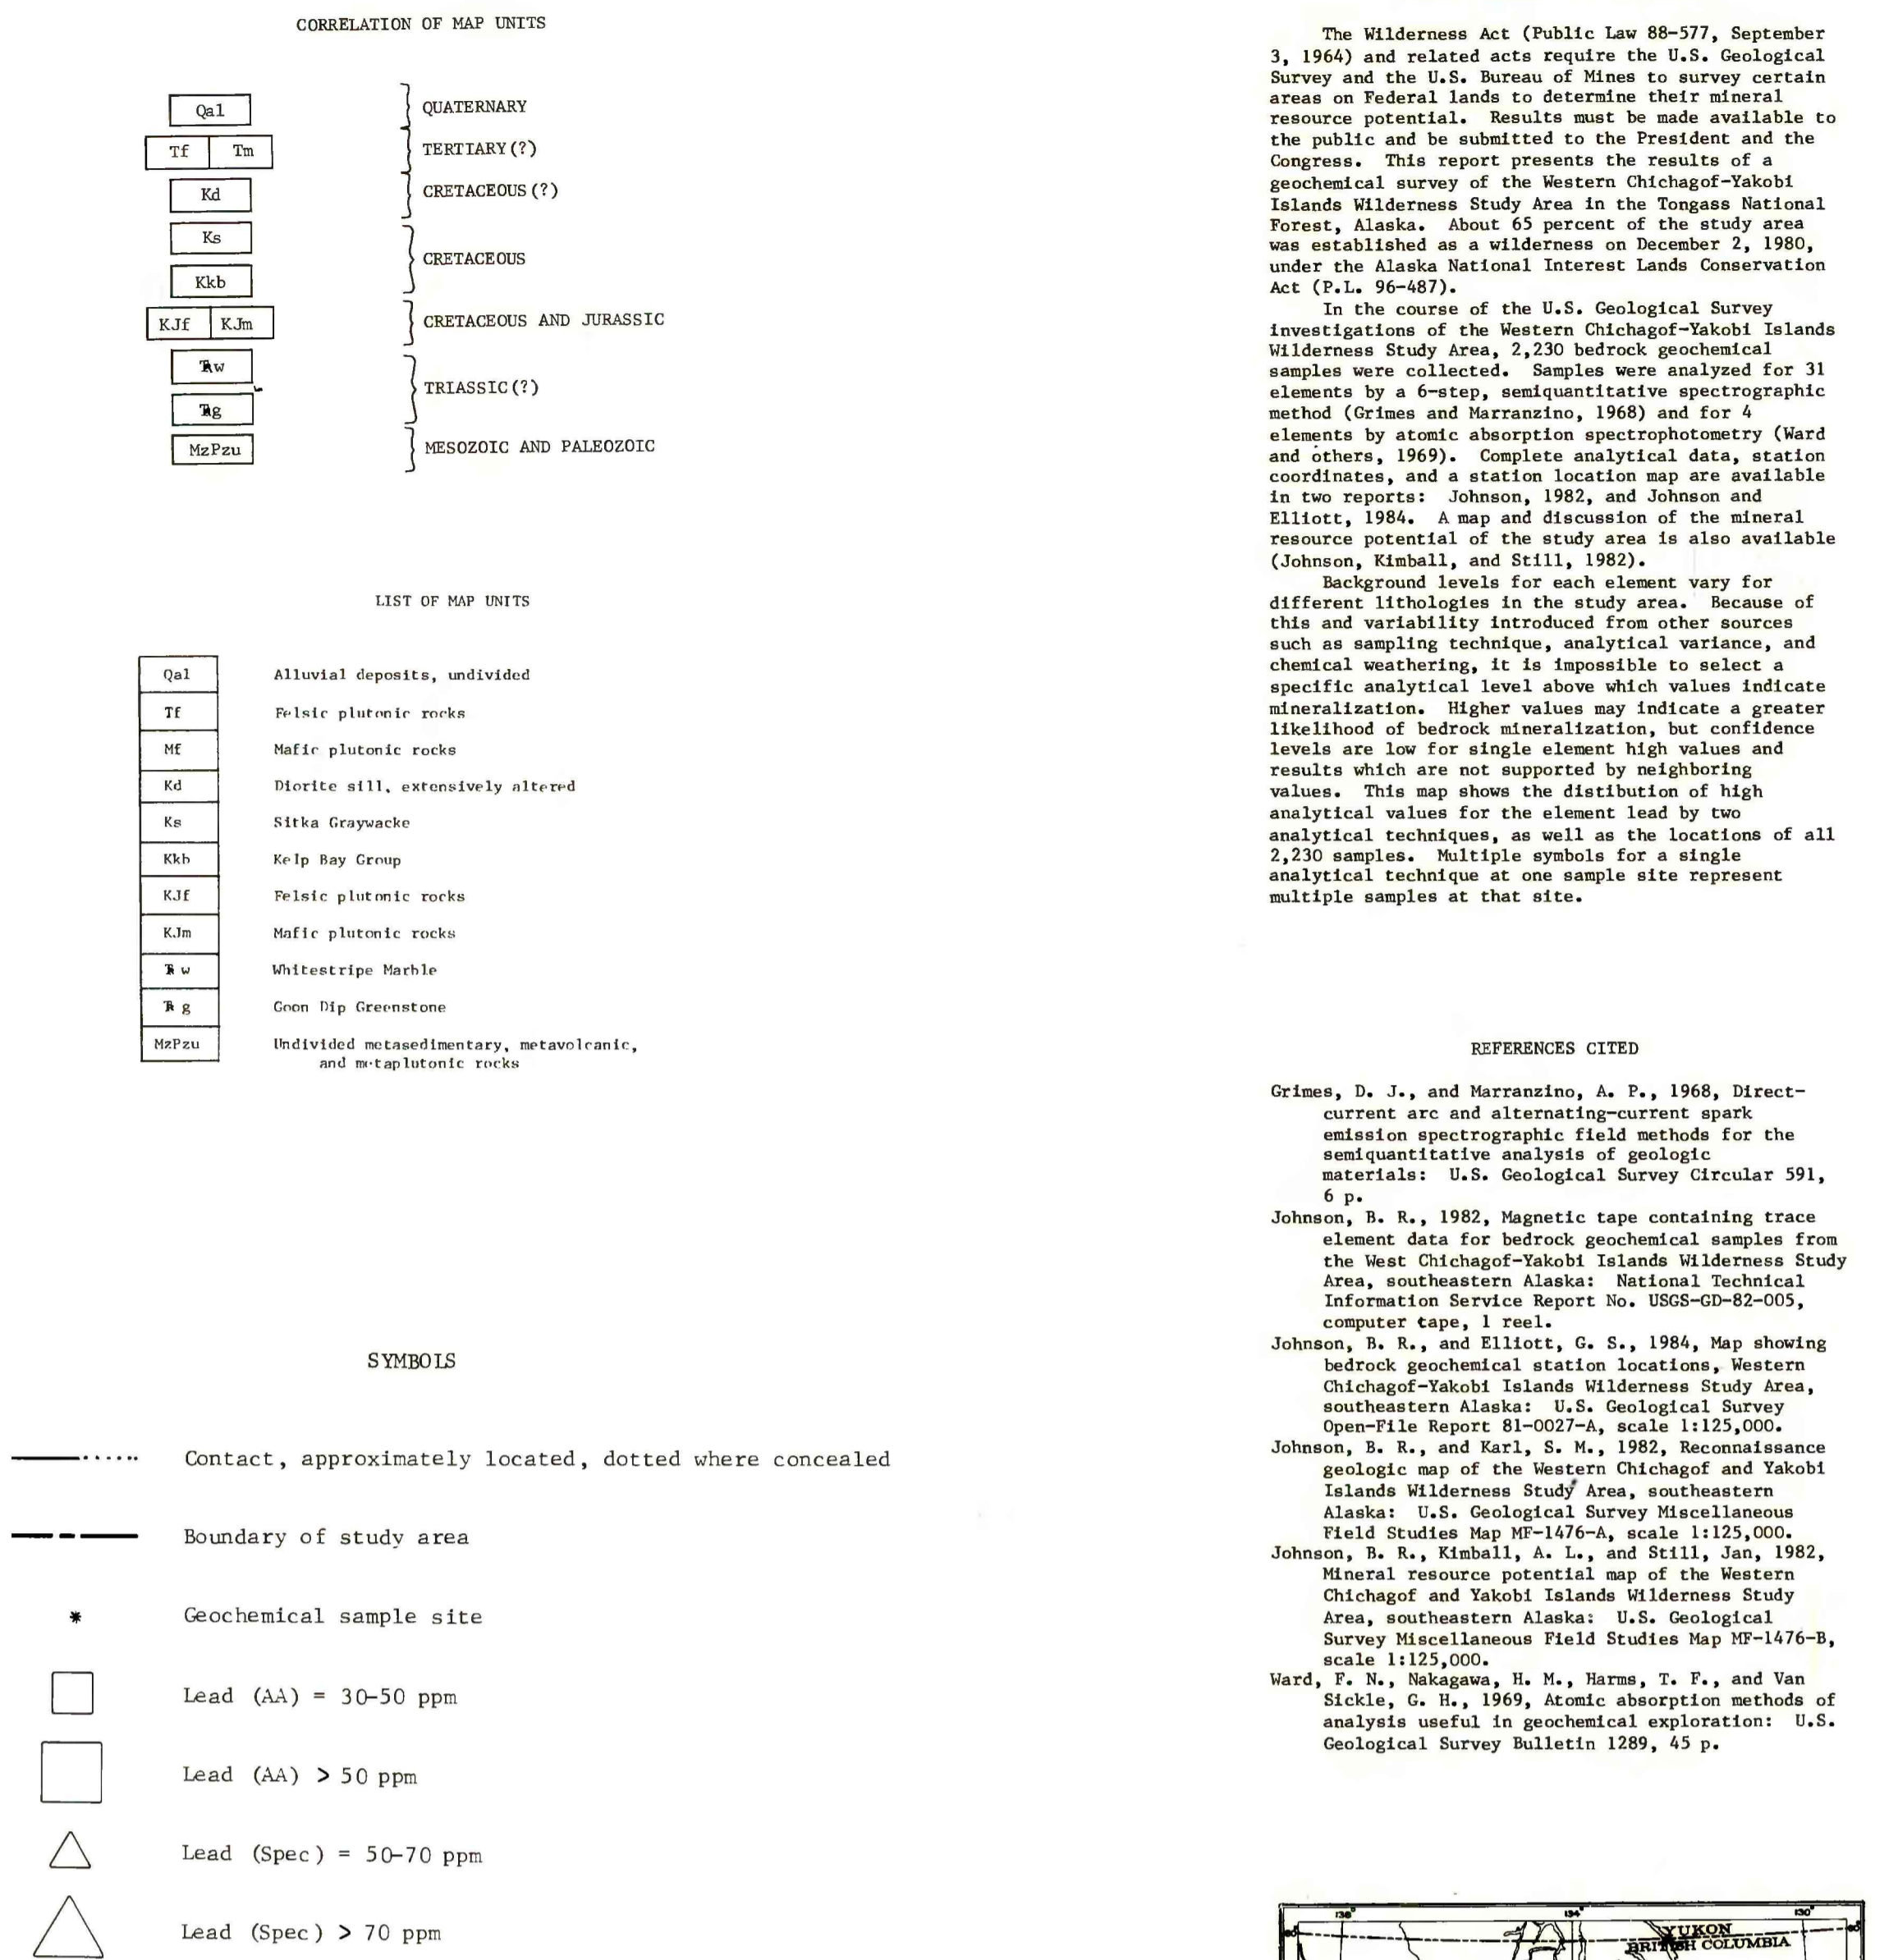 CORRELATION OF MAP UNITS
Qal
QUATERNARY
Tf Tm
TERTIARY(?)
Kd
CRETACEOUS(?)
Ks
CRETACEOUS
Kkb
KJf KJm
CRETACEOUS AND JURASSIC
TRw
TRIASSIC(?)
TRg
MzPzu
MESOZOIC AND PALEOZOIC
LIST OF MAP UNITS
Qal Alluvial deposits, undivided
Tf Felsic plutonic rocks
Mf Mafic plutonic rocks
Kd Diorite sill, extensively altered
Ks Sitka Graywacke
Kkb Kelp Bay Group
KJf Felsic plutonic rocks
KJm Mafic plutonic rocks
TR w Whitestripe Marble
TR g Goon Dip Greenstone
MzPzu Undivided metasedimentary, metavolcanic,
and metaplutonic rocks
SYMBOLS
Contact, approximately located, dotted where concealed
Boundary of study area
* Geochemical sample site
Lead (AA) = 30-50 ppm
Lead (AA) > 50 ppm
Lead (Spec) = 50-70 ppm
Lead (Spec) > 70 ppm
The Wilderness Act (Public Law 88-577, September
3, 1964) and related acts require the U.S. Geological
Survey and the U.S. Bureau of Mines to survey certain
areas on Federal lands to determine their mineral
resource potential. Results must be made available to
the public and be submitted to the President and the
Congress. This report presents the results of a
geochemical survey of the Western Chichagof-Yakobi
Islands Wilderness Study Area in the Tongass National
Forest, Alaska. About 65 percent of the study area
was established as a wilderness on December 2, 1980,
under the Alaska National Interest Lands Conservation
Act (P.L. 96-487).
In the course of the U.S. Geological Survey
investigations of the Western Chichagof-Yakobi Islands
Wilderness Study Area, 2,230 bedrock geochemical
samples were collected. Samples were analyzed for 31
elements by a 6-step, semiquantitative spectrographic
method (Grimes and Marranzino, 1968) and for 4
elements by atomic absorption spectrophotometry (Ward
and others, 1969). Complete analytical data, station
coordinates, and a station location map are available
in two reports: Johnson, 1982, and Johnson and
Elliott, 1984. A map and discussion of the mineral
resource potential of the study area is also available
(Johnson, Kimball, and Still, 1982).
Background levels for each element vary for
different lithologies in the study area. Because of
this and variability introduced from other sources
such as sampling technique, analytical variance, and
chemical weathering, it is impossible to select a
specific analytical level above which values indicate
mineralization. Higher values may indicate a greater
likelihood of bedrock mineralization, but confidence
levels are low for single element high values and
results which are not supported by neighboring
values. This map shows the distibution of high
analytical values for the element lead by two
analytical techniques, as well as the locations of all
2,230 samples. Multiple symbols for a single
analytical technique at one sample site represent
multiple samples at that site.
REFERENCES CITED
Grimes, D. J., and Marranzino, A. P., 1968, Direct-
current arc and alternating-current spark
emission spectrographic field methods for the
semiquantitative analysis of geologic
materials: U.S. Geological Survey Circular 591,
6 p.
Johnson, B. R., 1982, Magnetic tape containing trace
element data for bedrock geochemical samples from
the West Chichagof-Yakobi Islands Wilderness Study
Area, southeastern Alaska: National Technical
Information Service Report No. USGS-GD-82-005,
computer tape, 1 reel.
Johnson, B. R., and Elliott, G. S., 1984, Map showing
bedrock geochemical station locations, Western
Chichagof-Yakobi Islands Wilderness Study Area,
southeastern Alaska: U.S. Geological Survey
Open-File Report 81-0027-A, scale 1:125,000.
Johnson, B. R., and Karl, S. M., 1982, Reconnaissance
geologic map of the Western Chichagof and Yakobi
Islands Wilderness Study Area, southeastern
Alaska: U.S. Geological Survey Miscellaneous
Field Studies Map MF-1476-A, scale 1:125,000.
Johnson, B. R., Kimball, A. L., and Still, Jan, 1982,
Mineral resource potential map of the Western
Chichagof and Yakobi Islands Wilderness Study
Area, southeastern Alaska: U.S. Geological
Survey Miscellaneous Field Studies Map MF-1476-B,
scale 1:125,000.
Ward, F. N., Nakagawa, H. M., Harms, T. F., and Van
Sickle, G. H., 1969, Atomic absorption methods of
analysis useful in geochemical exploration: U.S.
Geological Survey Bulletin 1289, 45 p.
138° 134° 130°
60° YUKON 60°
BRITISH COLUMBIA